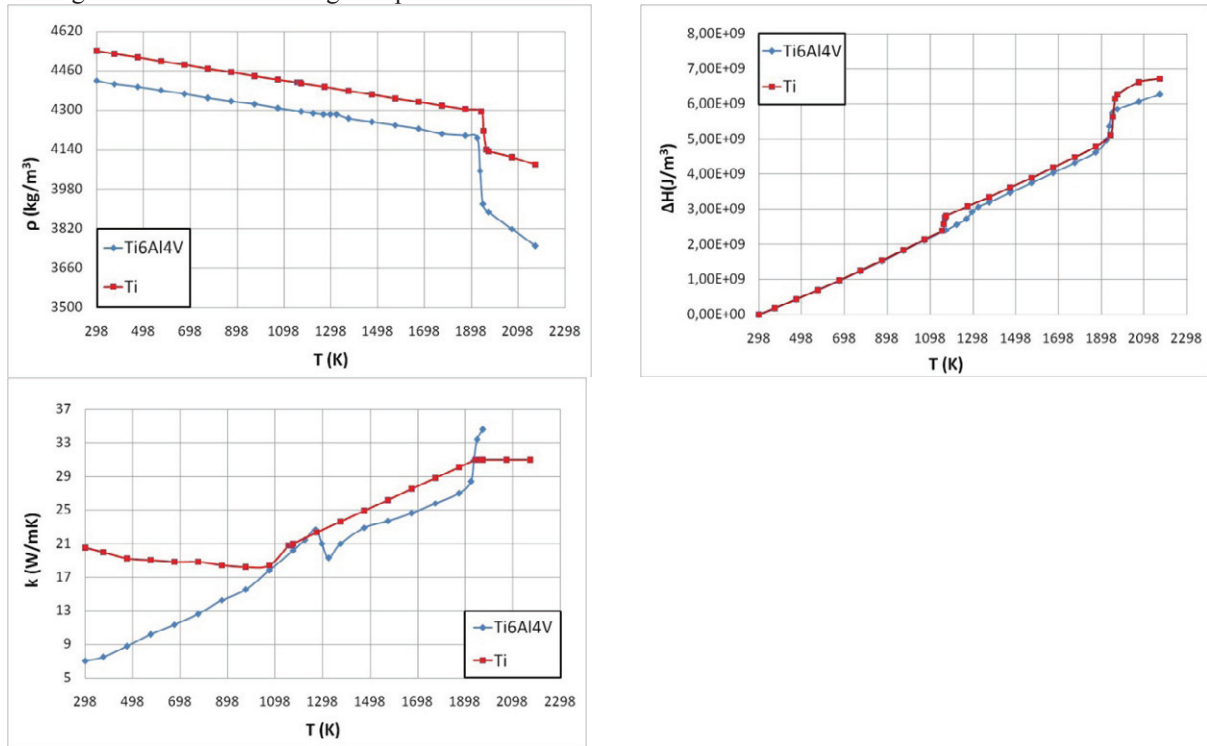 4620
4460
4300
4140
3980
3820
3660
3500
ρ (kg/m³)
Ti6Al4V
Ti
298 498 698 898 1098 1298 1498 1698 1898 2098 2298
T (K)
8,00E+09
7,00E+09
6,00E+09
5,00E+09
4,00E+09
3,00E+09
2,00E+09
1,00E+09
0,00E+00
ΔH(J/m³)
Ti6Al4V
Ti
298 498 698 898 1098 1298 1498 1698 1898 2098 2298
T (K)
37
33
29
25
21
17
13
9
5
k (W/mK)
Ti6Al4V
Ti
298 498 698 898 1098 1298 1498 1698 1898 2098 2298
T (K)